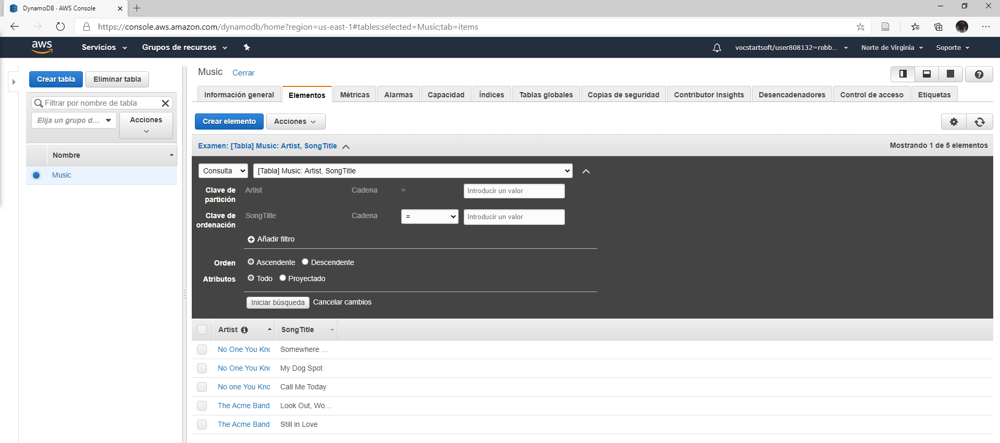 DynamoDB · AWS Console
https://console.aws.amazon.com/dynamodb/home?region=us-east-1#tables:selected=Music;tab=items
aws Servicios Grupos de recursos vocstartsoft/user808132=robb... Norte de Virginia Soporte
Crear tabla Eliminar tabla
Filtrar por nombre de tabla
Elija un grupo d... Acciones
Nombre
Music
Music Cerrar
Información general Elementos Métricas Alarmas Capacidad Índices Tablas globales Copias de seguridad Contributor Insights Desencadenadores Control de acceso Etiquetas
Crear elemento Acciones
Examen: [Tabla] Music: Artist, SongTitle Mostrando 1 de 5 elementos
Consulta [Tabla] Music: Artist, SongTitle
Clave de partición Artist Cadena = Introducir un valor
Clave de ordenación SongTitle Cadena = Introducir un valor
Añadir filtro
Orden Ascendente Descendente
Atributos Todo Proyectado
Iniciar búsqueda Cancelar cambios
Artist SongTitle
No One You Kno Somewhere ...
No One You Kno My Dog Spot
No one You Kno Call Me Today
The Acme Band Look Out, Wo...
The Acme Band Still in Love